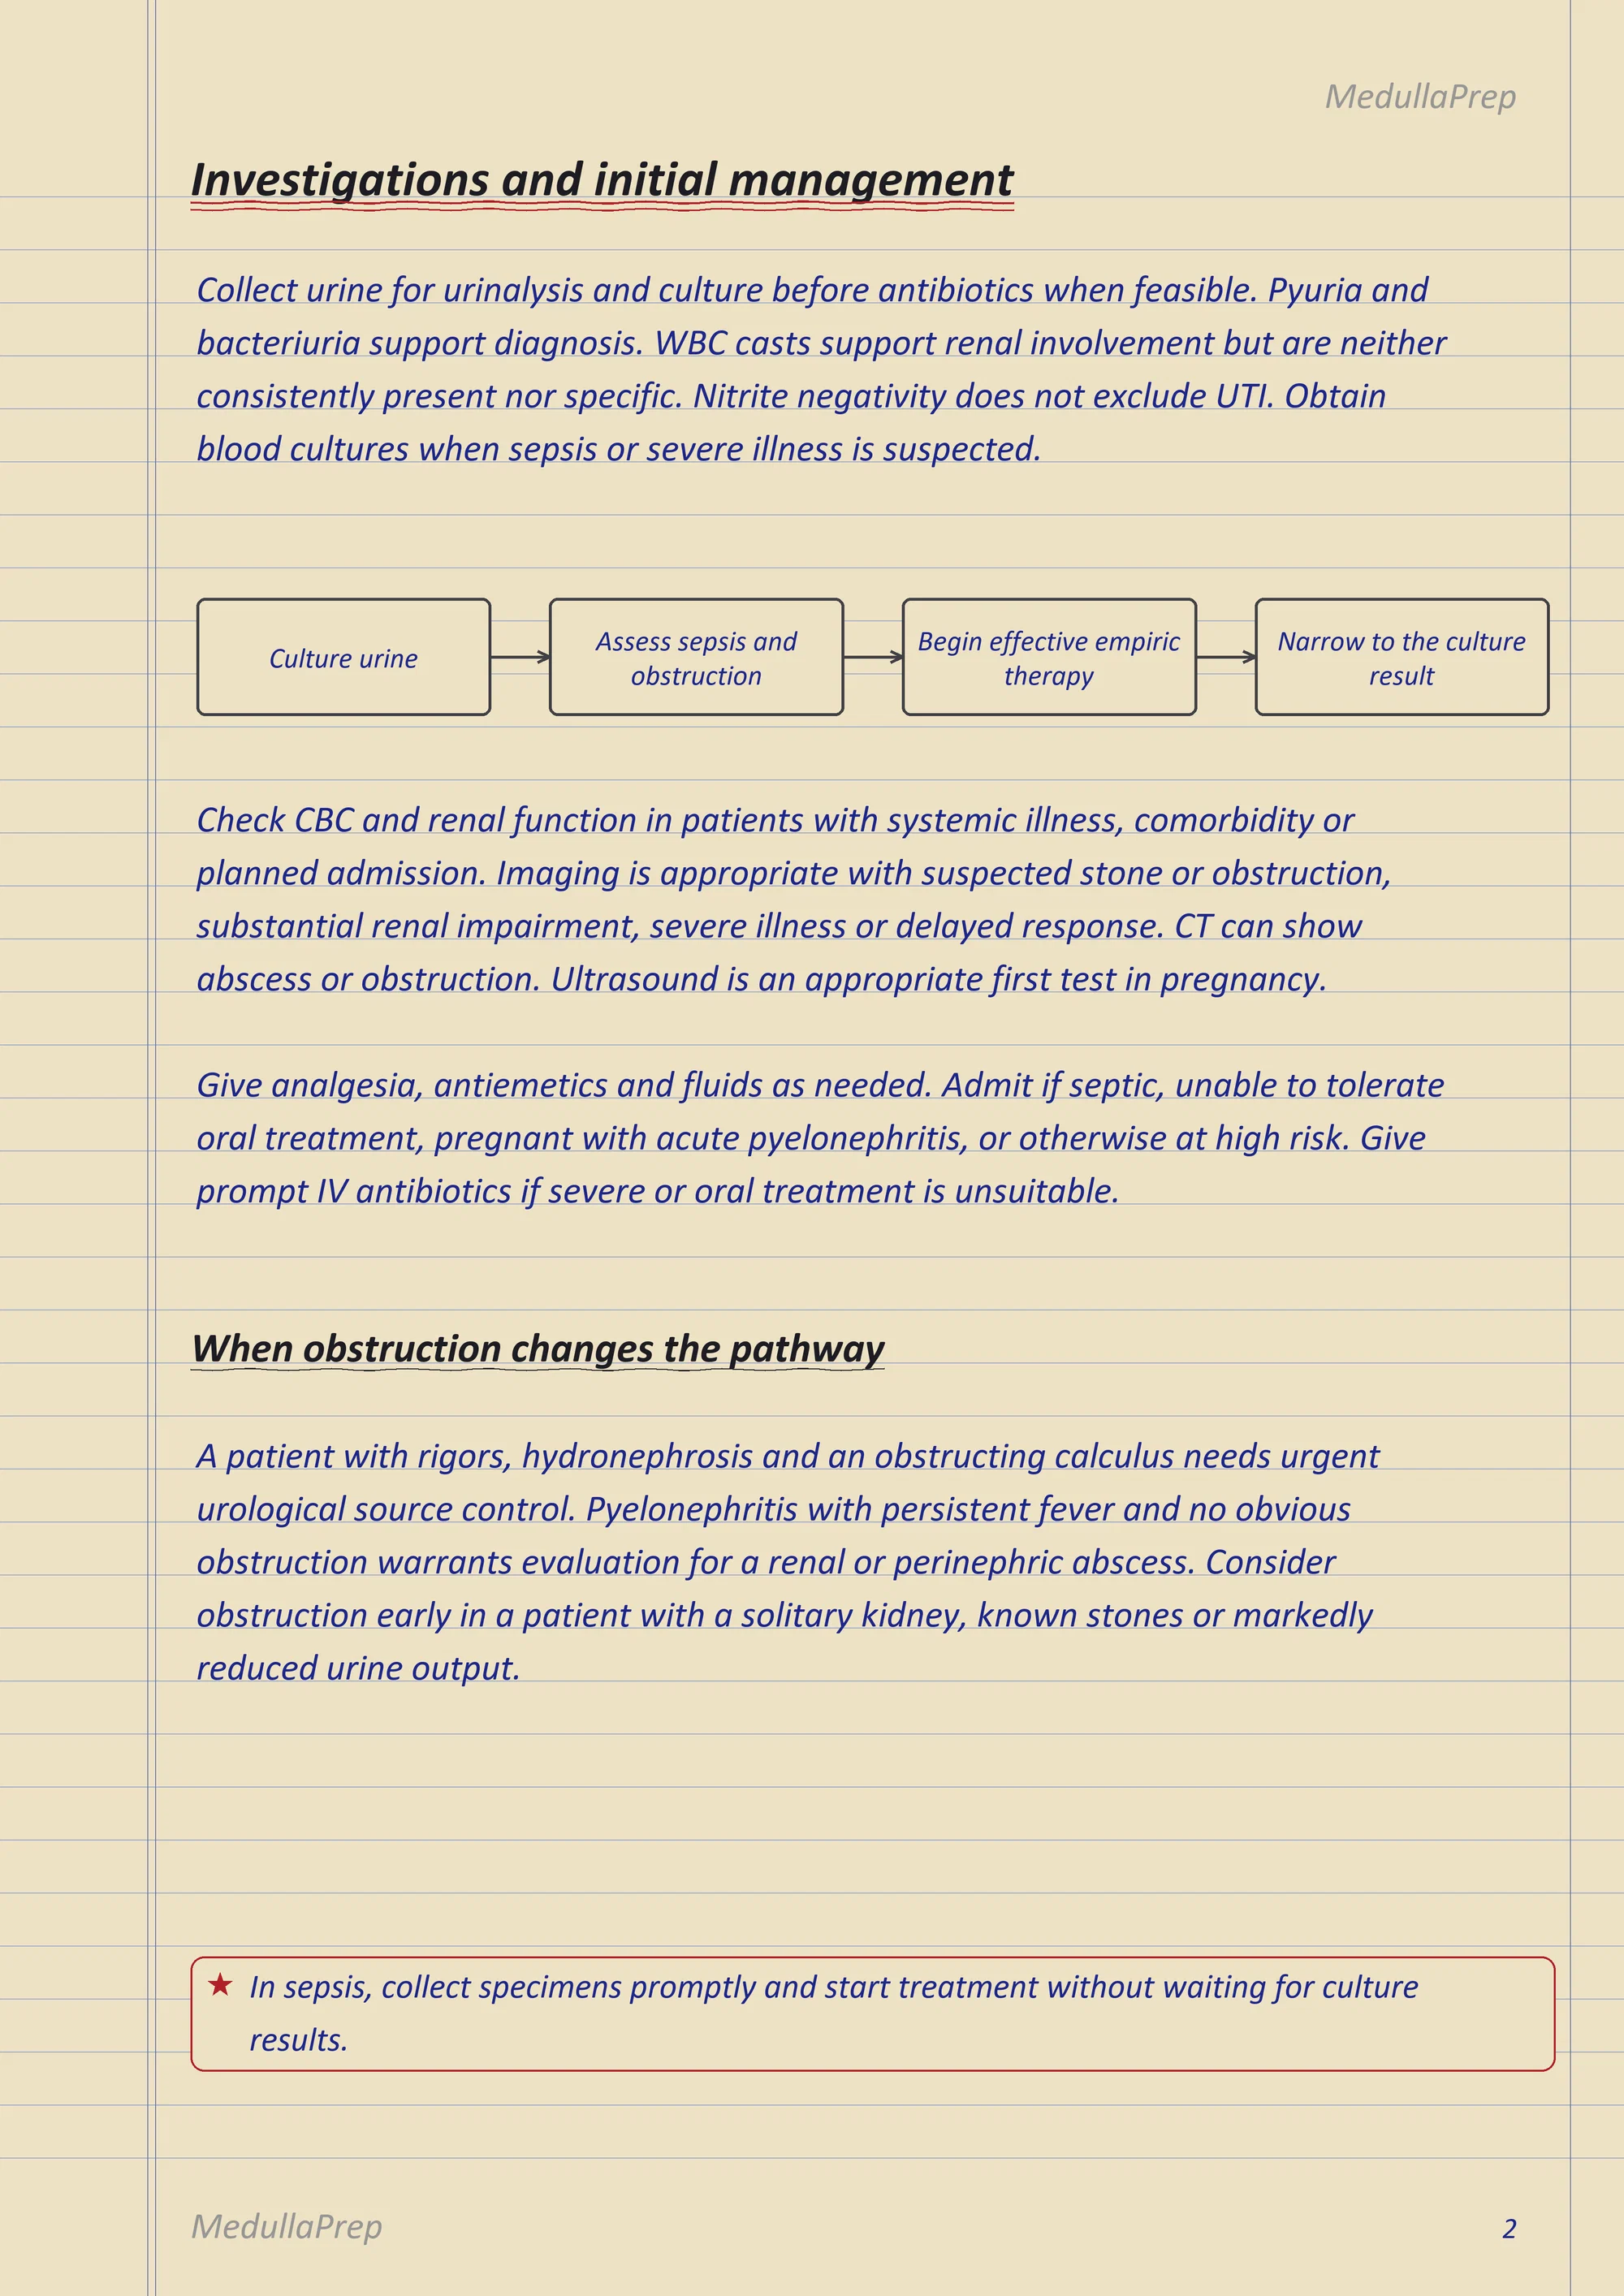 MedullaPrep
Investigations and initial management
Collect urine for urinalysis and culture before antibiotics when feasible. Pyuria and
bacteriuria support diagnosis. WBC casts support renal involvement but are neither
consistently present nor specific. Nitrite negativity does not exclude UTI. Obtain
blood cultures when sepsis or severe illness is suspected.
Culture urine
Assess sepsis and
obstruction
Begin effective empiric
therapy
Narrow to the culture
result
Check CBC and renal function in patients with systemic illness, comorbidity or
planned admission. Imaging is appropriate with suspected stone or obstruction,
substantial renal impairment, severe illness or delayed response. CT can show
abscess or obstruction. Ultrasound is an appropriate first test in pregnancy.
Give analgesia, antiemetics and fluids as needed. Admit if septic, unable to tolerate
oral treatment, pregnant with acute pyelonephritis, or otherwise at high risk. Give
prompt IV antibiotics if severe or oral treatment is unsuitable.
When obstruction changes the pathway
A patient with rigors, hydronephrosis and an obstructing calculus needs urgent
urological source control. Pyelonephritis with persistent fever and no obvious
obstruction warrants evaluation for a renal or perinephric abscess. Consider
obstruction early in a patient with a solitary kidney, known stones or markedly
reduced urine output.
★ In sepsis, collect specimens promptly and start treatment without waiting for culture
results.
MedullaPrep
2